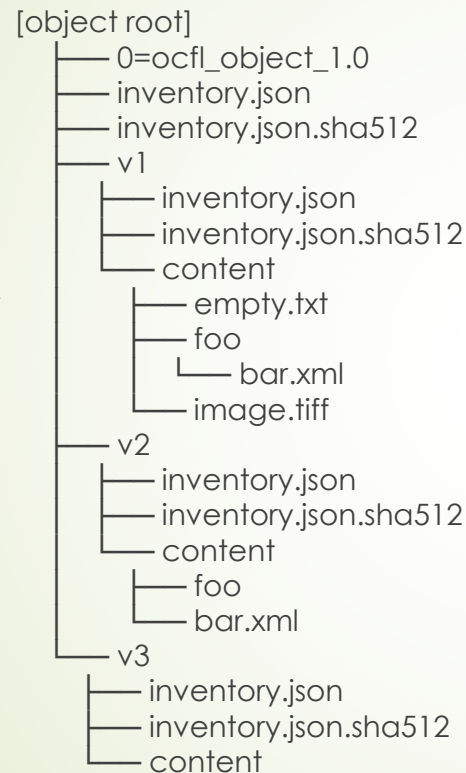 [object root]
0=ocfl_object_1.0
inventory.json
inventory.json.sha512
v1
inventory.json
inventory.json.sha512
content
empty.txt
foo
bar.xml
image.tiff
v2
inventory.json
inventory.json.sha512
content
foo
bar.xml
v3
inventory.json
inventory.json.sha512
content